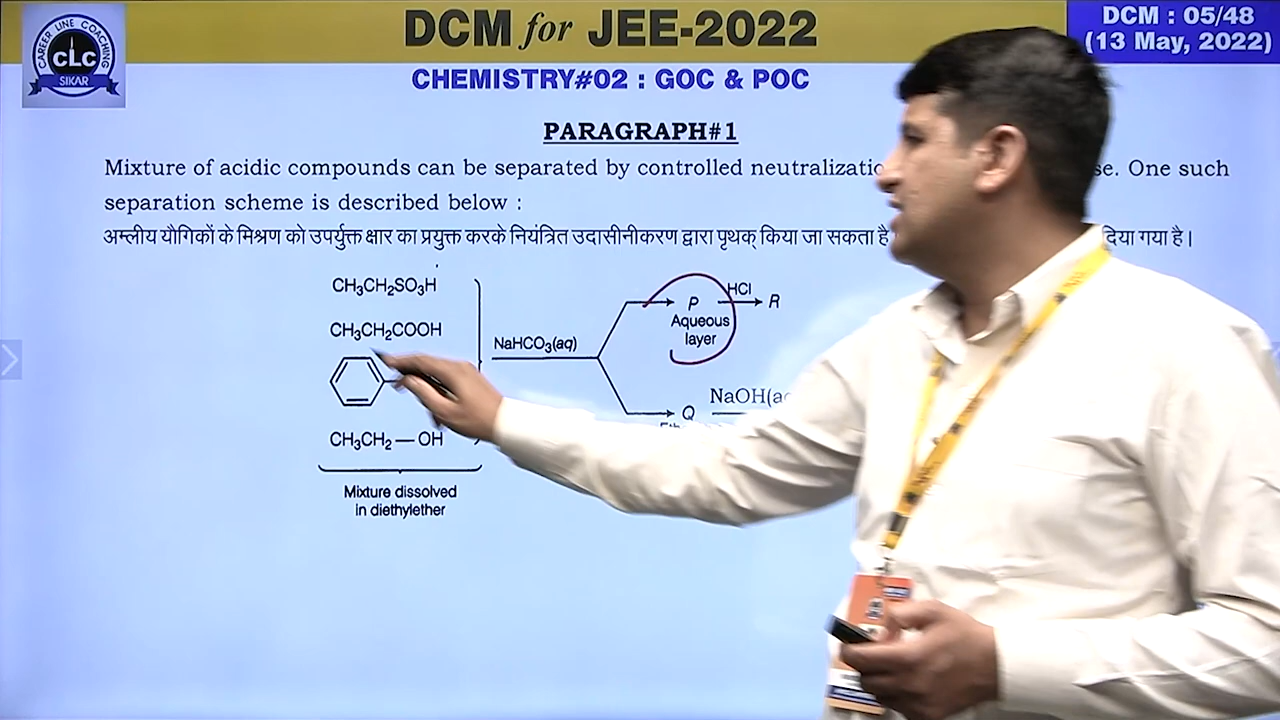 CAREER LINE COACHING
CLC
SIKAR
DCM for JEE-2022
DCM : 05/48
(13 May, 2022)
CHEMISTRY#02 : GOC & POC
PARAGRAPH#1
Mixture of acidic compounds can be separated by controlled se. One such
separation scheme is described below :
अम्लीय यौगिकों के मिश्रण को उपर्युक्त क्षार का प्रयुक्त करके नियंत्रित उदासीनीकरण द्वारा पृथक् किया जा सकता है दिया गया है।
CH₃CH₂SO₃H
CH₃CH₂COOH
CH₃CH₂—OH
Mixture dissolved
in diethylether
NaHCO₃(aq)
P
Aqueous
layer
HCl
R
Q
NaOH(a